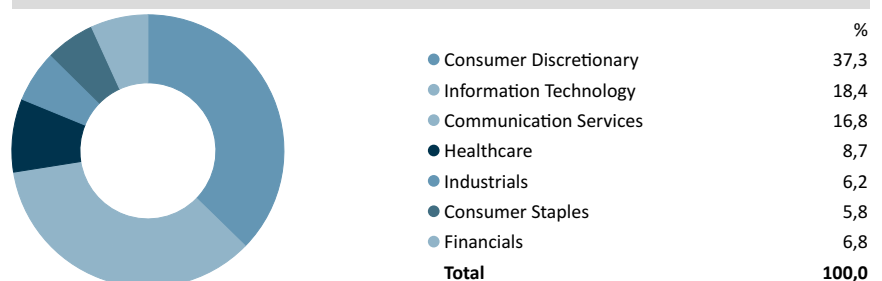 %
Consumer Discretionary 37,3
Information Technology 18,4
Communication Services 16,8
Healthcare 8,7
Industrials 6,2
Consumer Staples 5,8
Financials 6,8
Total 100,0